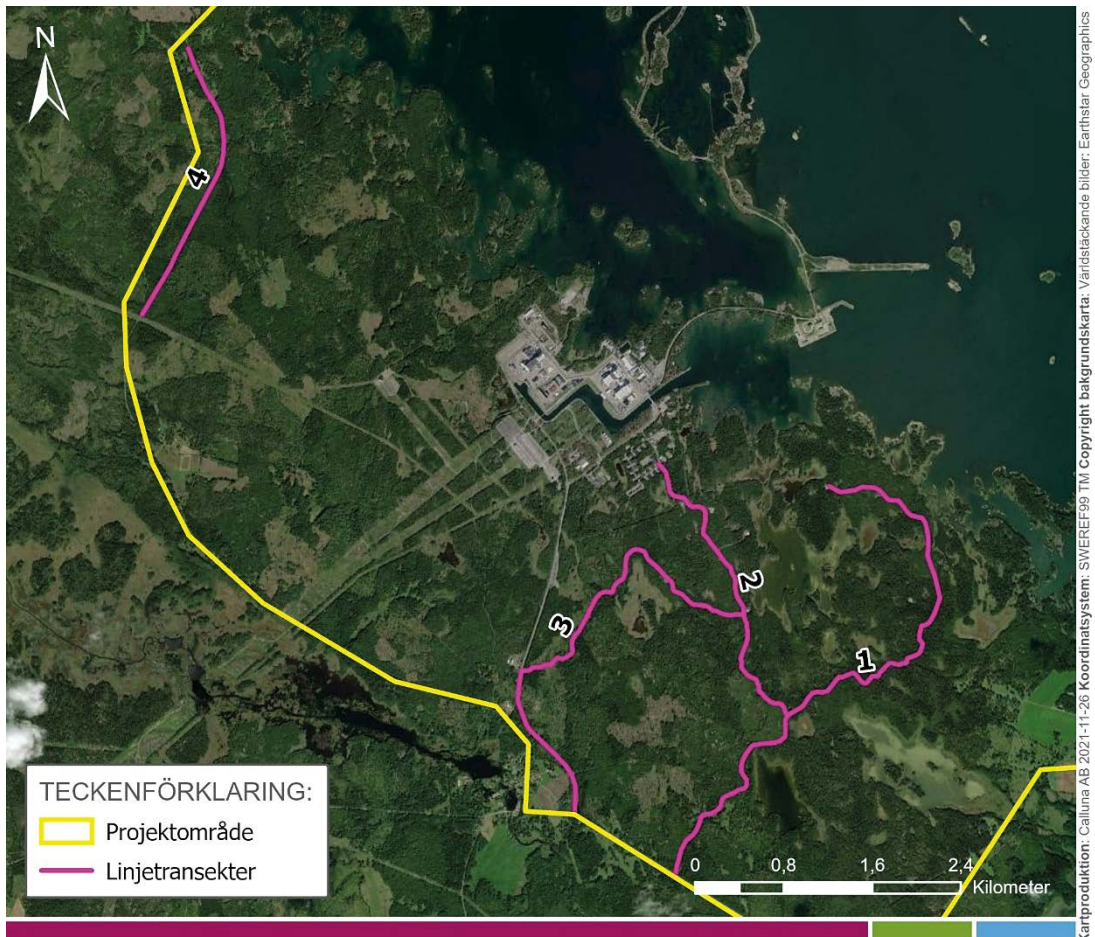 N
4
2
3
1
TECKENFÖRKLARING:
Projektområde
Linjetransekter
0 0,8 1,6 2,4
Kilometer
Kartproduktion: Calluna AB 2021-11-26 Koordinatsystem: SWEREF99 TM Copyright bakgrundskarta: Världstäckande bilder: Earthstar Geographics